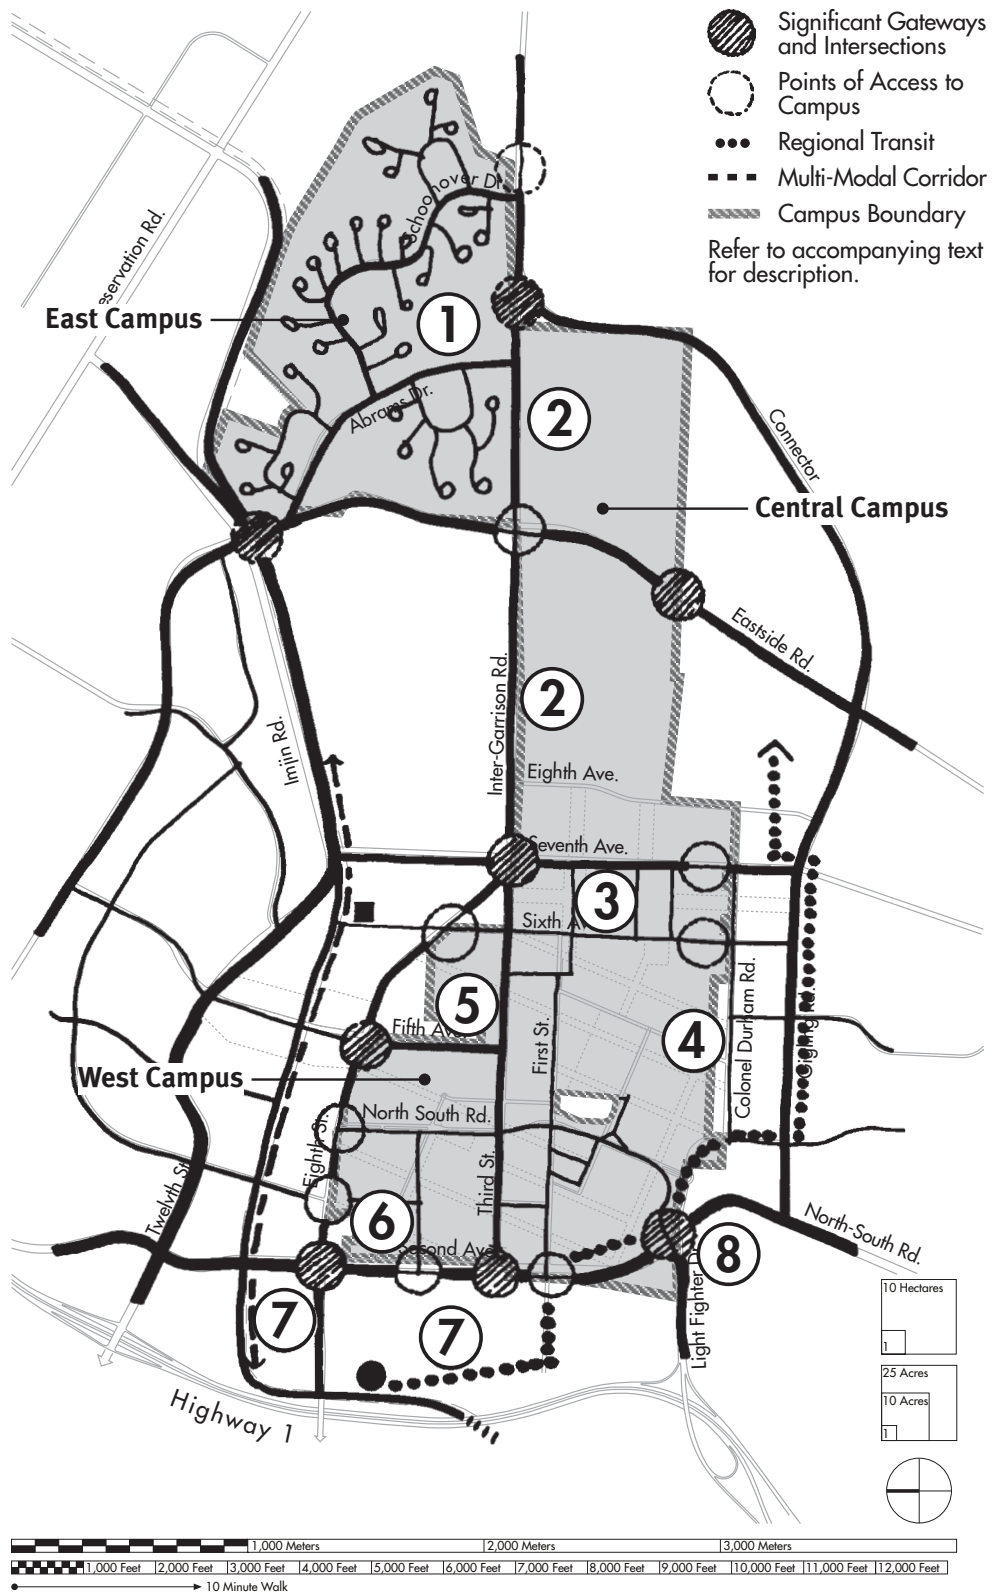 Significant Gateways
and Intersections
Points of Access to
Campus
Regional Transit
Multi-Modal Corridor
Campus Boundary
Refer to accompanying text
for description.
Schoonover Dr.
eservation Rd.
East Campus
1
Abrams Dr.
2
Connector
Central Campus
Eastside Rd.
Inter-Garrison Rd.
2
Imjin Rd.
Eighth Ave.
Seventh Ave.
3
Sixth A
5
4
Fifth Av
First St.
Colonel Durham Rd.
Gigling Rd.
West Campus
North South Rd.
Eighth St.
Third St.
Twelvth St.
6
Second Ave.
North-South Rd.
8
Light Fighter Dr.
7
7
Highway 1
10 Hectares
1
25 Acres
10 Acres
1
1,000 Meters 2,000 Meters 3,000 Meters
1,000 Feet 2,000 Feet 3,000 Feet 4,000 Feet 5,000 Feet 6,000 Feet 7,000 Feet 8,000 Feet 9,000 Feet 10,000 Feet 11,000 Feet 12,000 Feet
10 Minute Walk